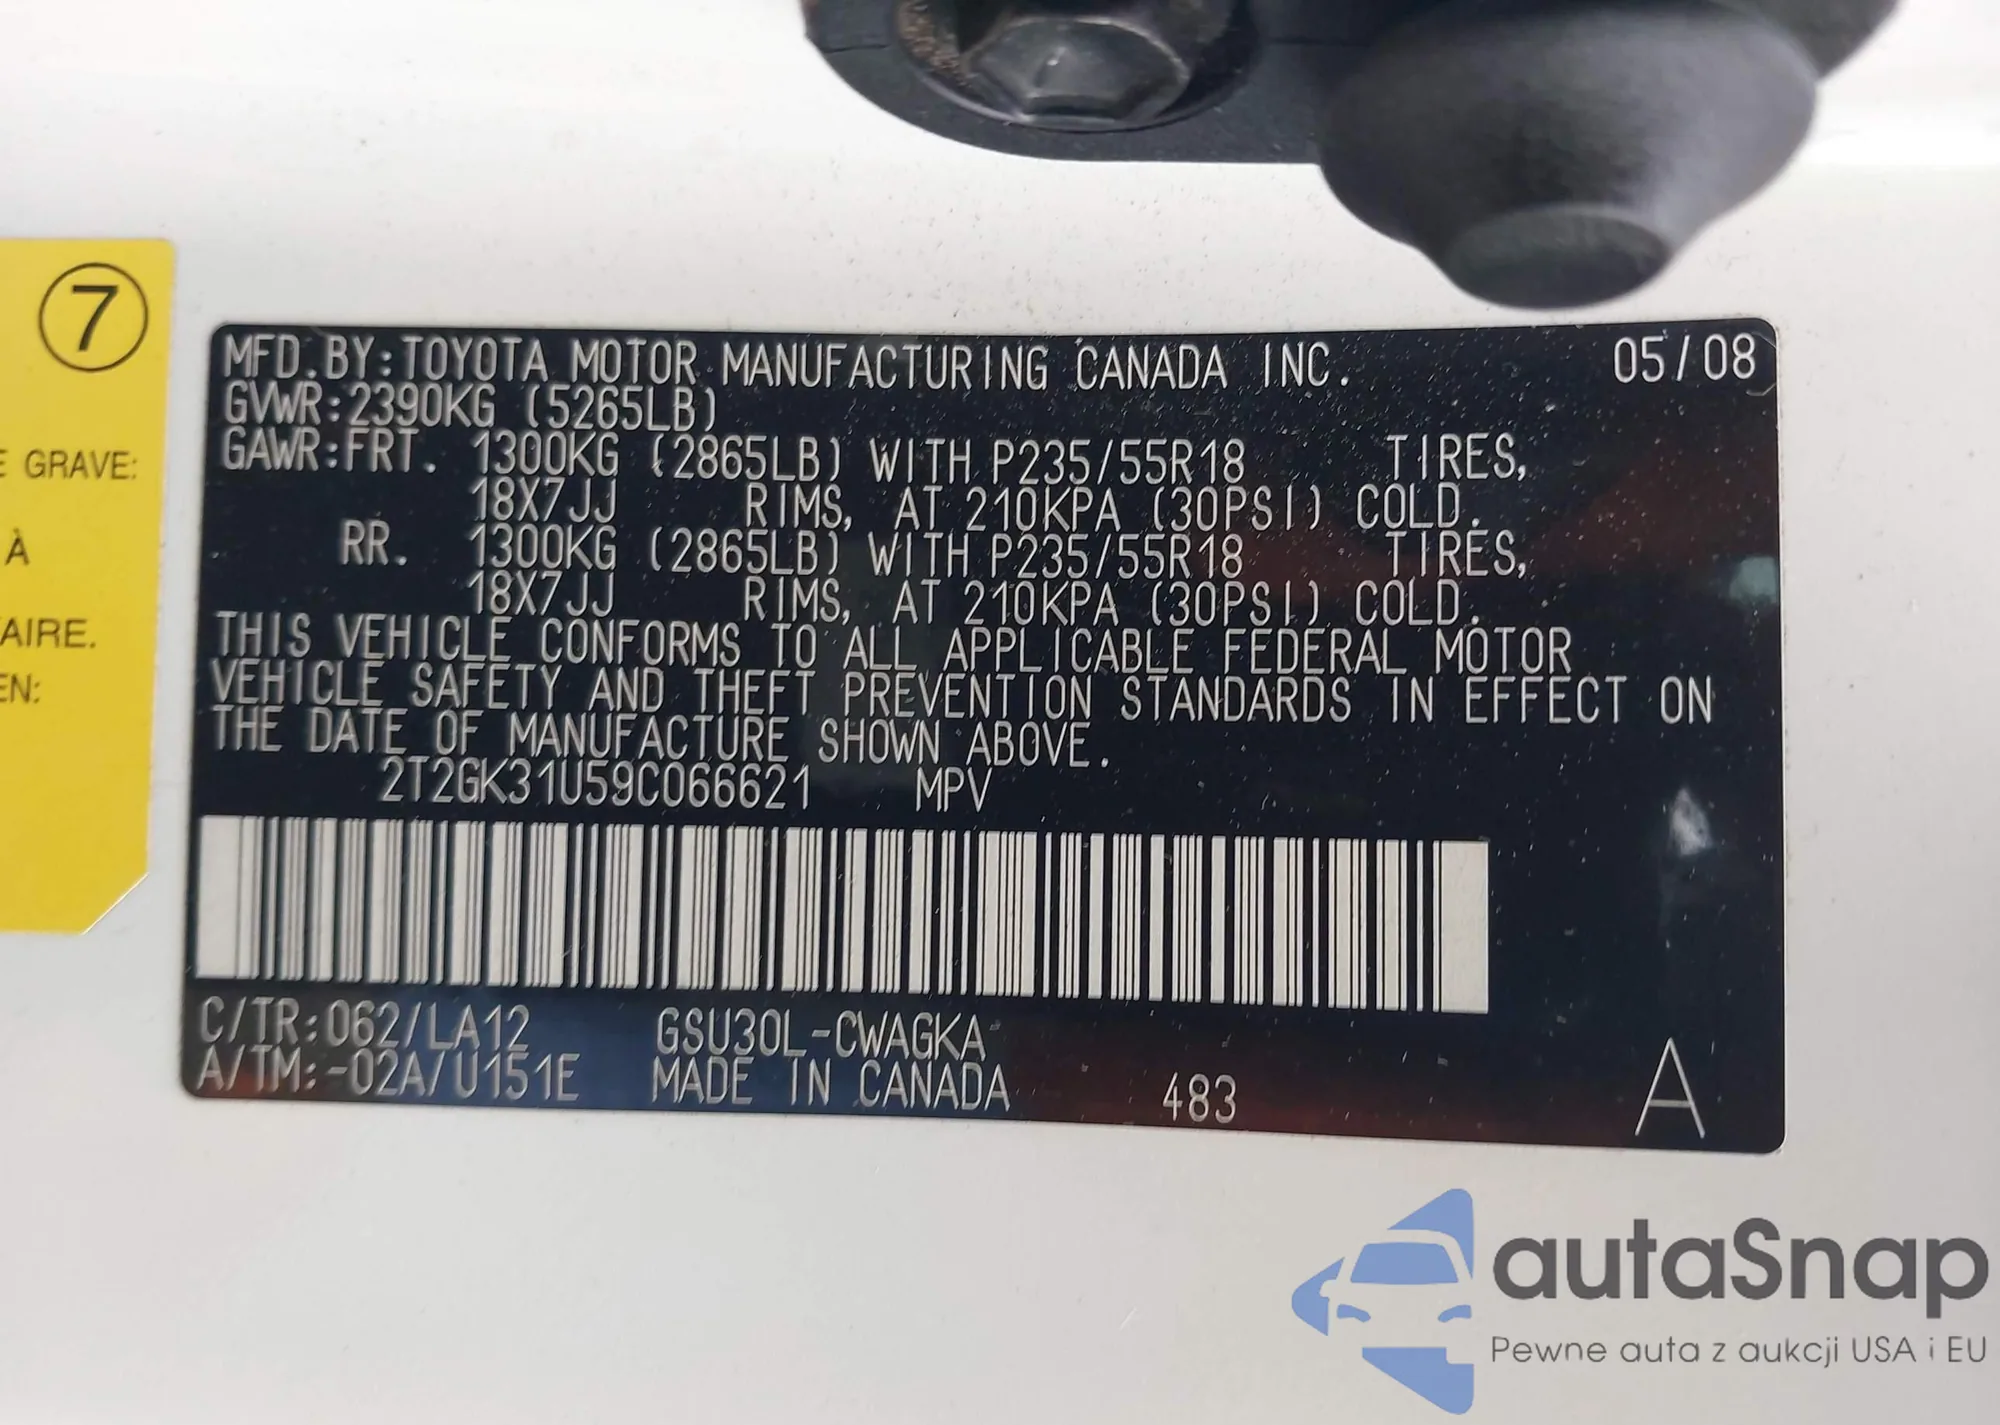 7
E GRAVE:
À
AIRE.
EN:
MFD.BY:TOYOTA MOTOR MANUFACTURING CANADA INC. 05/08
GVWR:2390KG (5265LB)
GAWR:FRT. 1300KG (2865LB) WITH P235/55R18 TIRES,
18X7JJ RIMS, AT 210KPA (30PSI) COLD.
RR. 1300KG (2865LB) WITH P235/55R18 TIRES,
18X7JJ RIMS, AT 210KPA (30PSI) COLD.
THIS VEHICLE CONFORMS TO ALL APPLICABLE FEDERAL MOTOR
VEHICLE SAFETY AND THEFT PREVENTION STANDARDS IN EFFECT ON
THE DATE OF MANUFACTURE SHOWN ABOVE.
2T2GK31U59C066621 MPV
C/TR:062/LA12 GSU30L-CWAGKA
A/TM:-02A/U151E MADE IN CANADA 483 A
autaSnap
Pewne auta z aukcji USA i EU